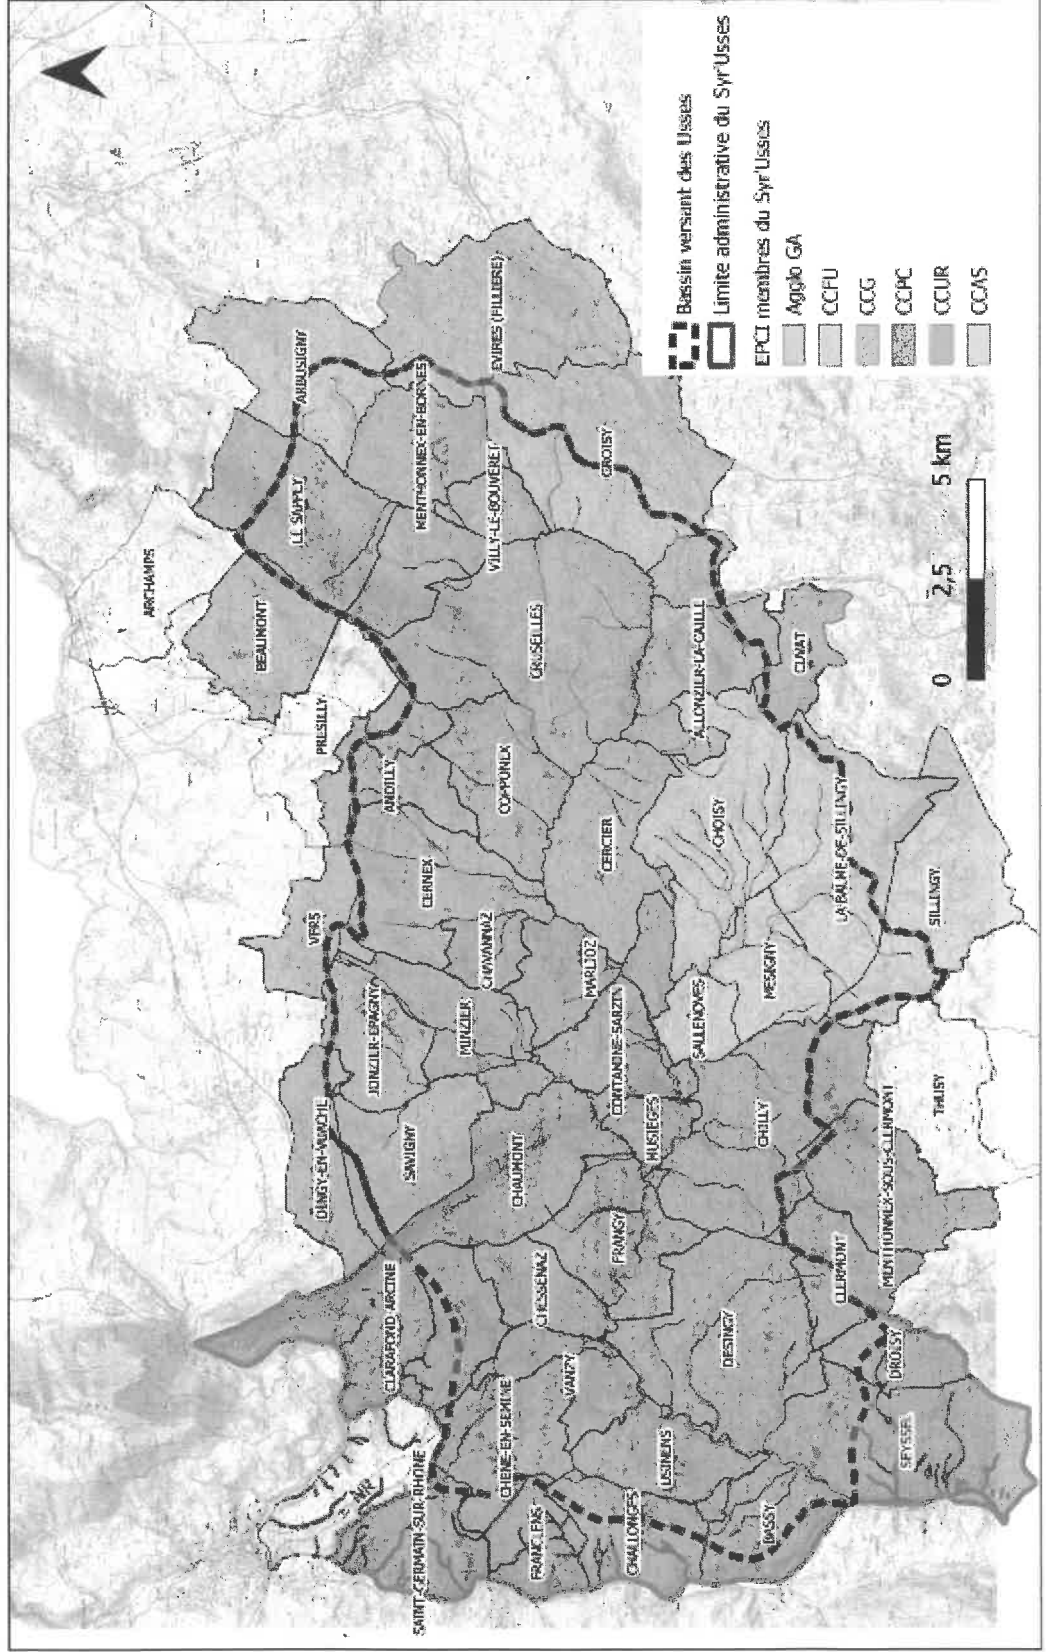 ARCHAMPS
BEAUMONT
LE SAPPEY
ARBUSIGNY
PRESILLY
VERS
ANDILLY
MENTHONNEX-EN-BORNES
EVIRES (FILLIERE)
VILLY-LE-BOUVERET
GROISY
CRUSEILLES
COPPONEX
CERNEX
CHAVANNAZ
JONZIER-EPAGNY
MINZIER
DINGY-EN-VUACHE
SAVIGNY
CHAUMONT
CLARAFOND-ARCINE
CHESSENAZ
VANZY
CHENE-EN-SEMINE
SAINT-GERMAIN-SUR-RHONE
FRANCLENS
CHALLONGES
USINENS
BASSY
DESINGY
FRANGY
MUSIEGES
CONTAMINE-SARZIN
MARLIOZ
CERCIER
ALLONZIER-LA-CAILLE
CUVAT
CHOISY
MESIGNY
SALLENOVES
CHILLY
LA-BALME-DE-SILLINGY
SILLINGY
THUSY
MENTHONNEX-SOUS-CLERMONT
CLERMONT
DROISY
SEYSSEL
0 2,5 5 km
Bassin versant des Usses
Limite administrative du Syr'Usses
EPCI membres du Syr'Usses
Agglo GA
CCFU
CCG
CCPC
CCUR
CCAS